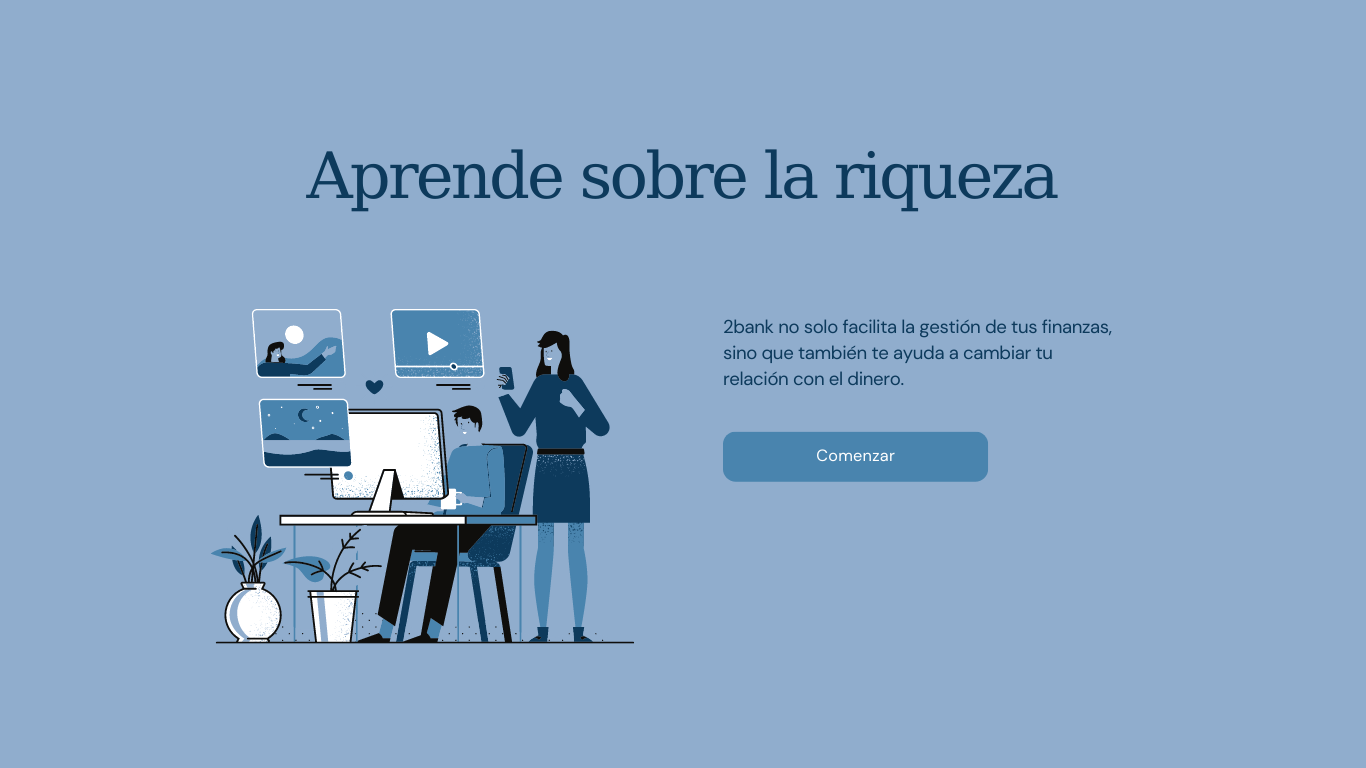 Aprende sobre la riqueza
2bank no solo facilita la gestión de tus finanzas,
sino que también te ayuda a cambiar tu
relación con el dinero.
Comenzar